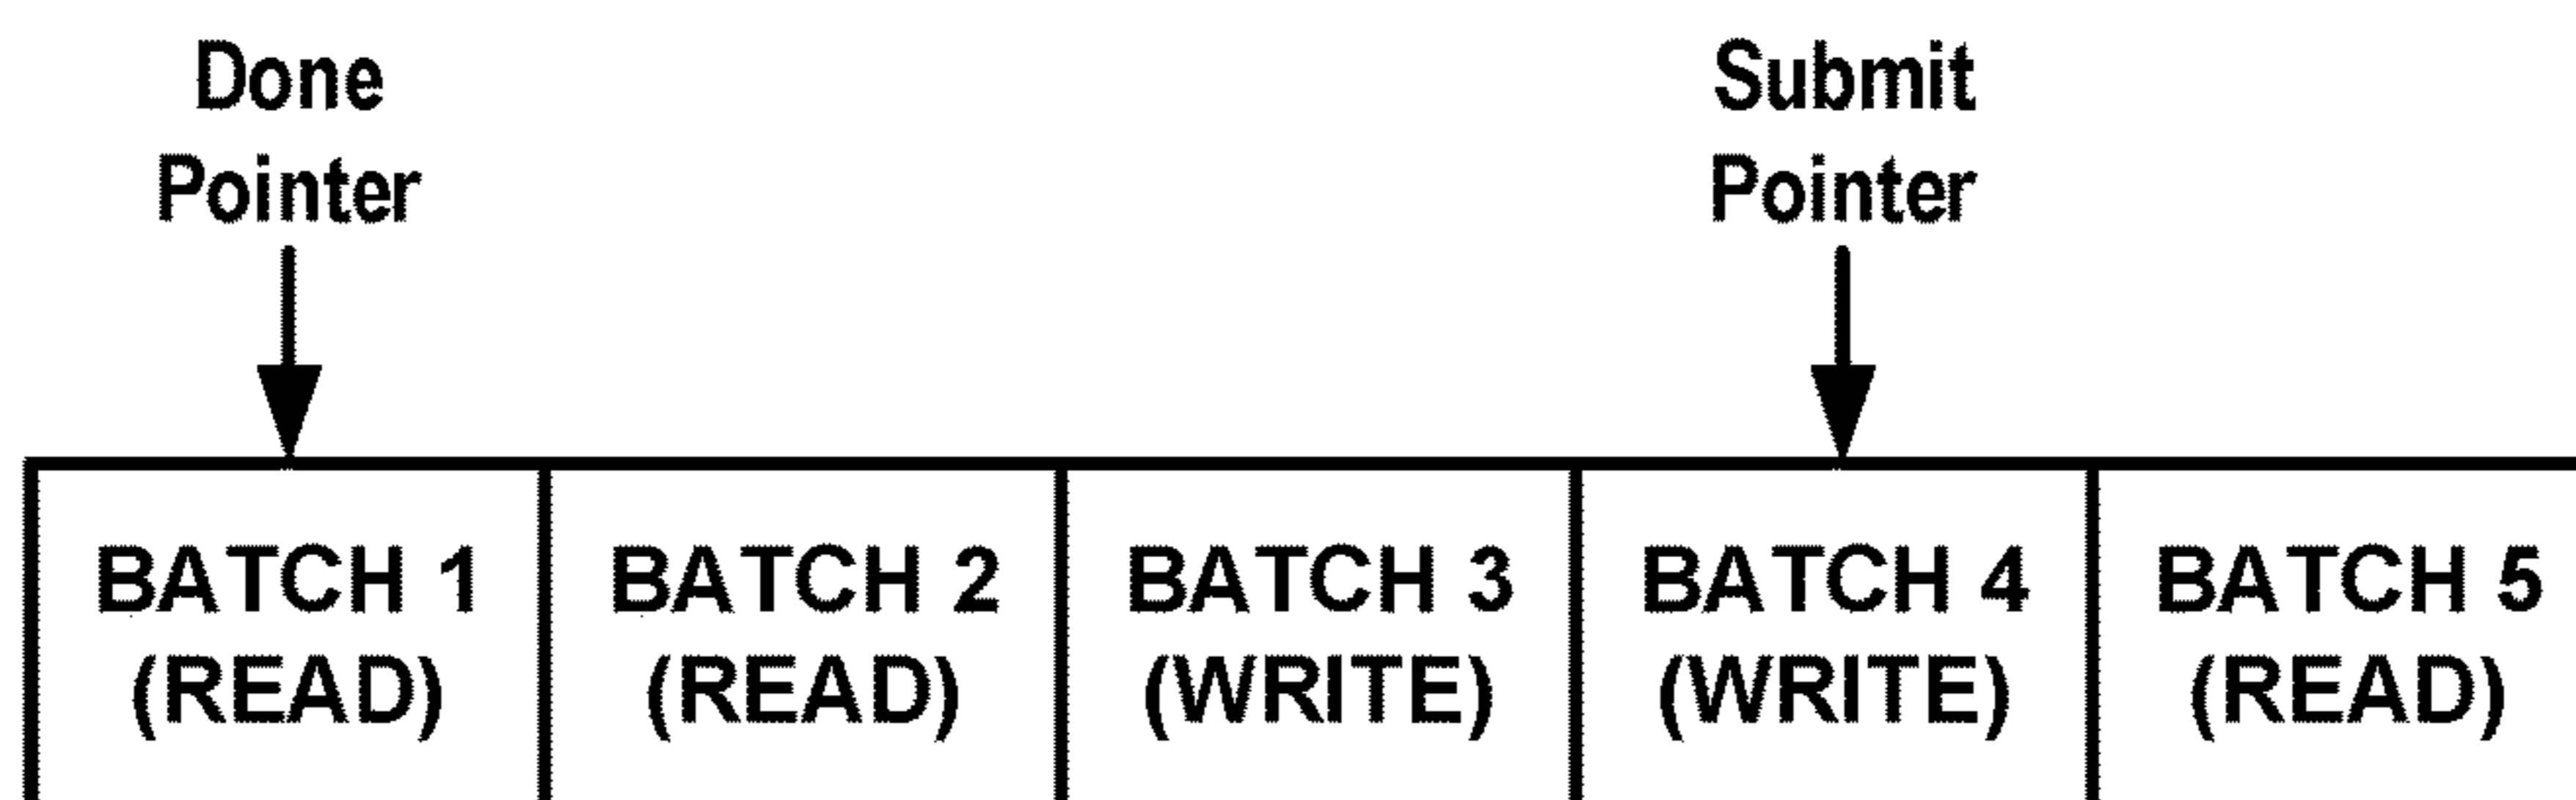 Done
Pointer
Submit
Pointer
BATCH 1
(READ)
BATCH 2
(READ)
BATCH 3
(WRITE)
BATCH 4
(WRITE)
BATCH 5
(READ)